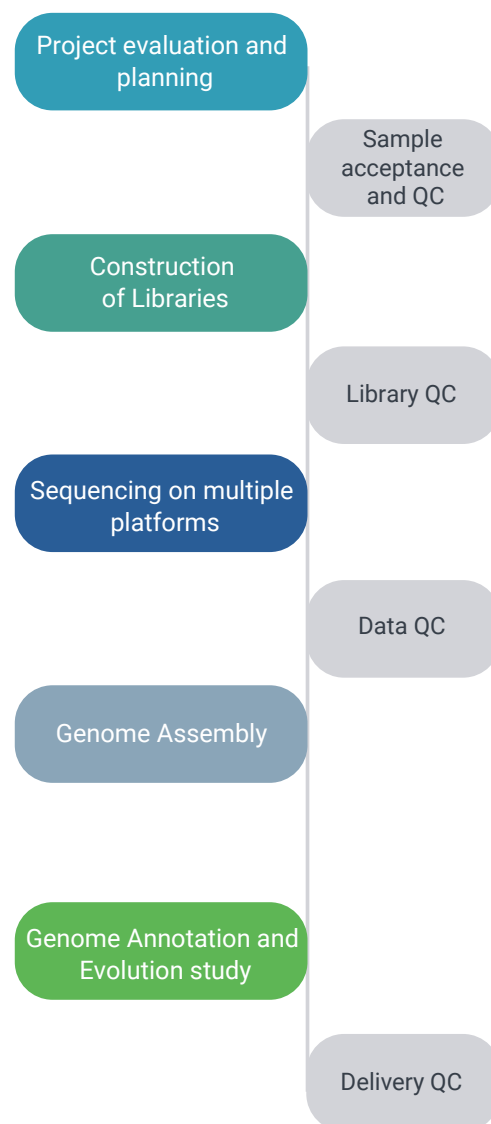 Project evaluation and
planning
Sample
acceptance
and QC
Construction
of Libraries
Library QC
Sequencing on multiple
platforms
Data QC
Genome Assembly
Genome Annotation and
Evolution study
Delivery QC